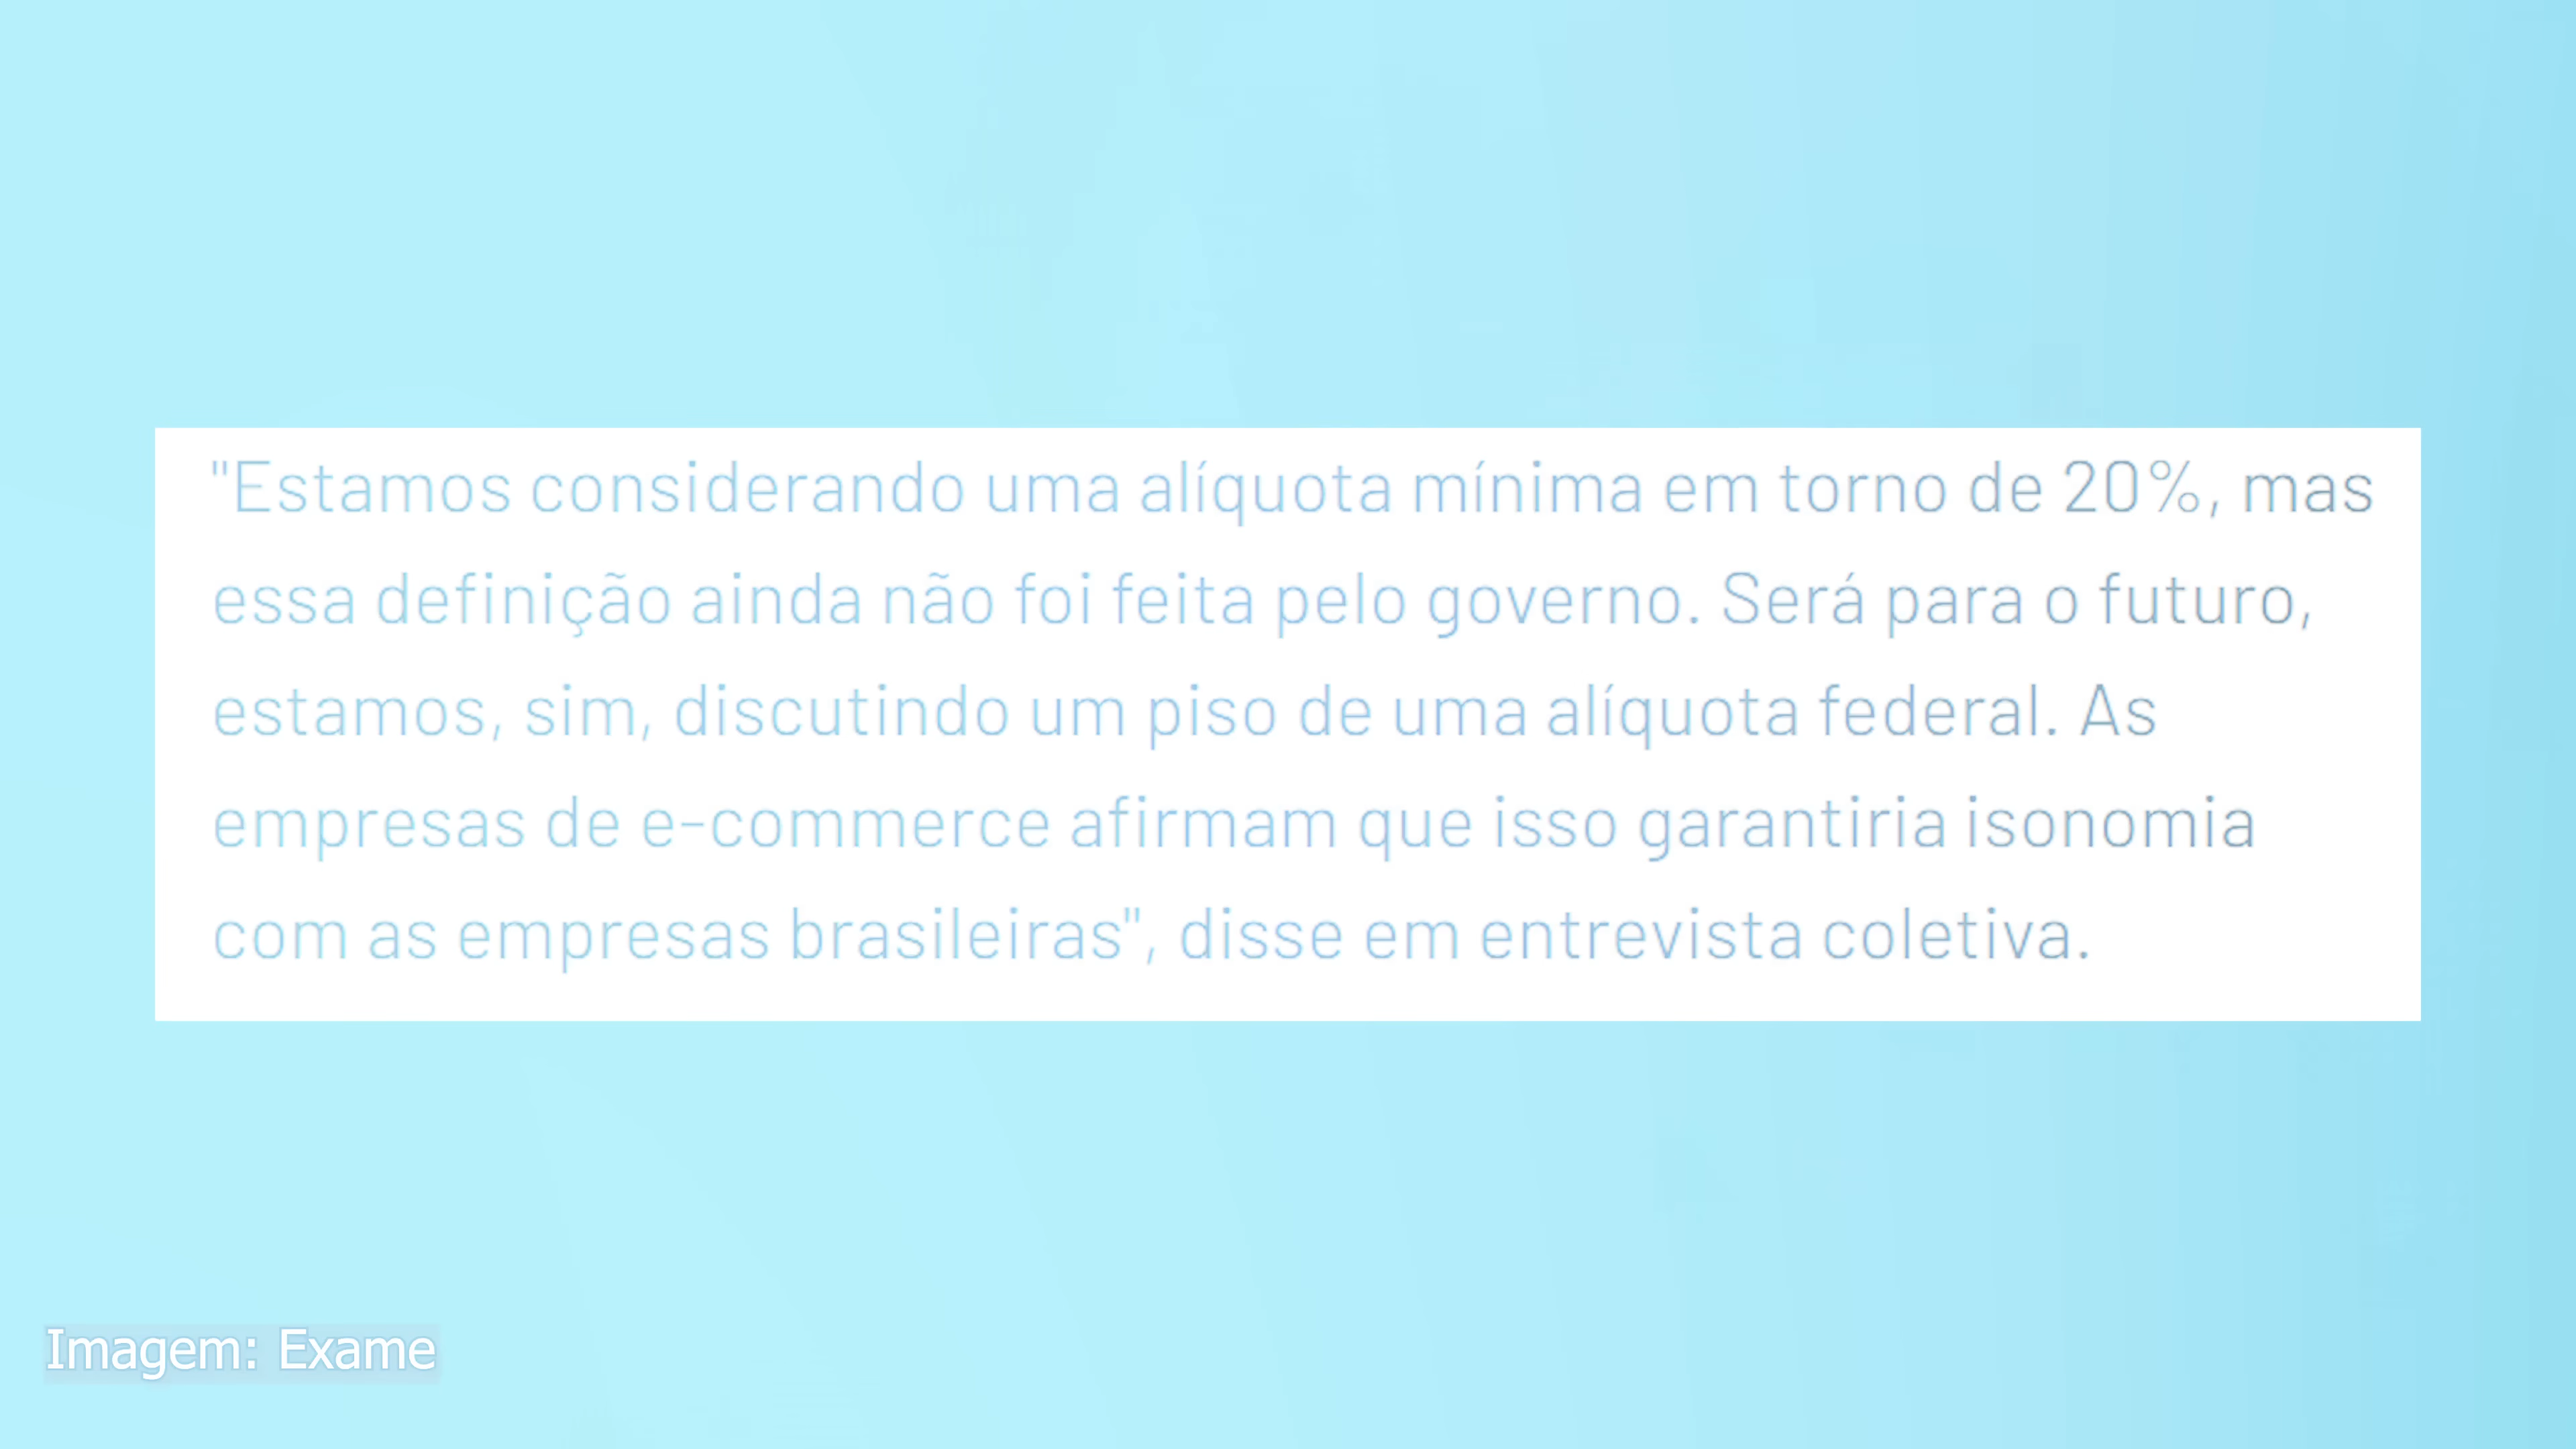 "Estamos considerando uma alíquota mínima em torno de 20%, mas
essa definição ainda não foi feita pelo governo. Será para o futuro,
estamos, sim, discutindo um piso de uma alíquota federal. As
empresas de e-commerce afirmam que isso garantiria isonomia
com as empresas brasileiras", disse em entrevista coletiva.
Imagem: Exame